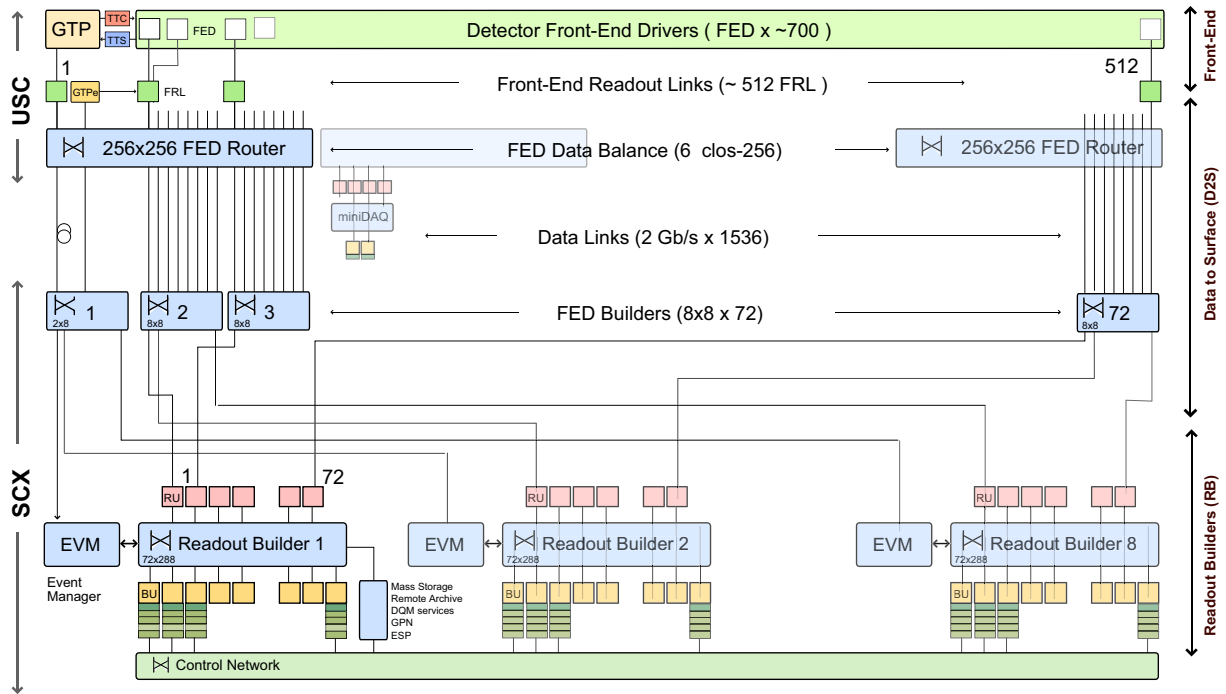 GTP
TTC
TTS
FED
Detector Front-End Drivers ( FED x ~700 )
1
GTPe
FRL
Front-End Readout Links (~ 512 FRL )
512
256x256 FED Router
FED Data Balance (6 clos-256)
256x256 FED Router
miniDAQ
Data Links (2 Gb/s x 1536)
1
2x8
2
8x8
3
8x8
FED Builders (8x8 x 72)
72
8x8
1
72
RU
RU
RU
EVM
Readout Builder 1
72x288
EVM
Readout Builder 2
72x288
EVM
Readout Builder 8
72x288
Event
Manager
BU
Mass Storage
Remote Archive
DQM services
GPN
ESP
BU
BU
Control Network
USC
SCX
Front-End
Data to Surface (D2S)
Readout Builders (RB)